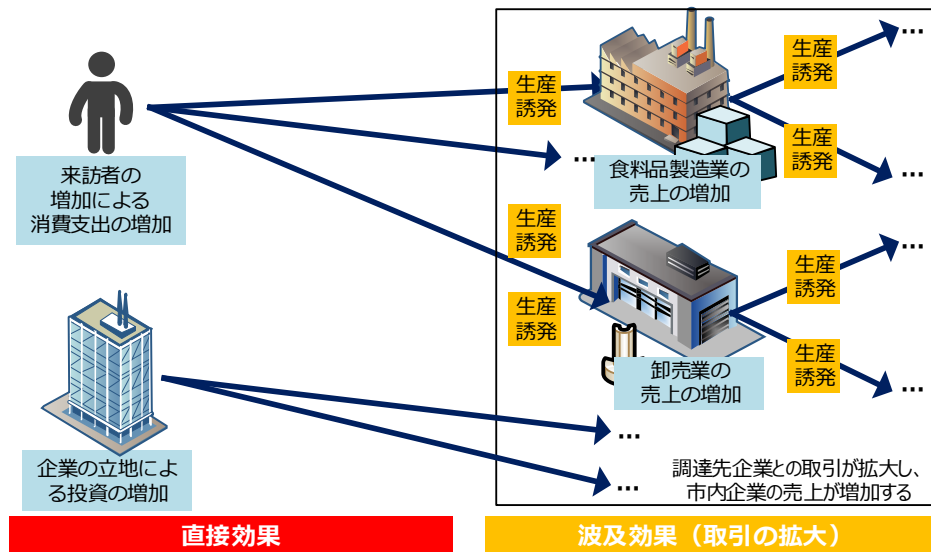 来訪者の
増加による
消費支出の増加
企業の立地によ
る投資の増加
直接効果
生産
誘発
…
食料品製造業の
売上の増加
生産
誘発
…
生産
誘発
…
生産
誘発
生産
誘発
卸売業の
売上の増加
生産
誘発
…
生産
誘発
…
…
…
調達先企業との取引が拡大し、
市内企業の売上が増加する
波及効果（取引の拡大）